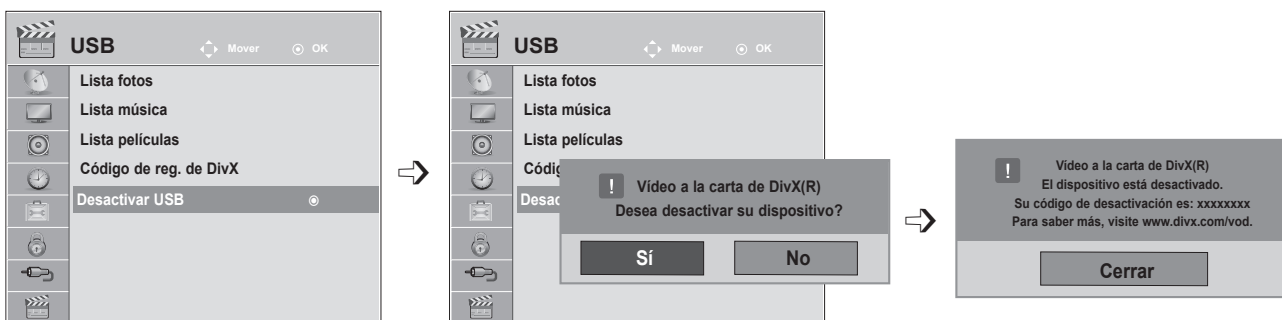 USB Mover OK
Lista fotos
Lista música
Lista películas
Código de reg. de DivX
Desactivar USB
USB Mover OK
Lista fotos
Lista música
Lista películas
Códig
Desac
! Vídeo a la carta de DivX(R)
Desea desactivar su dispositivo?
Sí No
! Vídeo a la carta de DivX(R)
El dispositivo está desactivado.
Su código de desactivación es: xxxxxxxx
Para saber más, visite www.divx.com/vod.
Cerrar